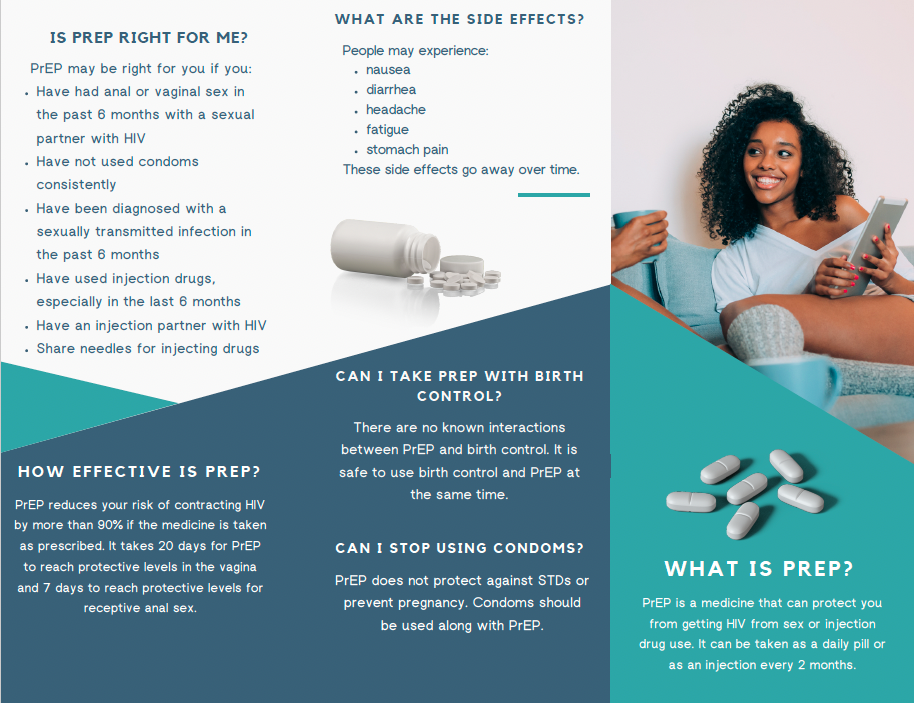 IS PREP RIGHT FOR ME?
PrEP may be right for you if you:
• Have had anal or vaginal sex in
the past 6 months with a sexual
partner with HIV
• Have not used condoms
consistently
• Have been diagnosed with a
sexually transmitted infection in
the past 6 months
• Have used injection drugs,
especially in the last 6 months
• Have an injection partner with HIV
• Share needles for injecting drugs
HOW EFFECTIVE IS PREP?
PrEP reduces your risk of contracting HIV
by more than 90% if the medicine is taken
as prescribed. It takes 20 days for PrEP
to reach protective levels in the vagina
and 7 days to reach protective levels for
receptive anal sex.
WHAT ARE THE SIDE EFFECTS?
People may experience:
• nausea
• diarrhea
• headache
• fatigue
• stomach pain
These side effects go away over time.
CAN I TAKE PREP WITH BIRTH
CONTROL?
There are no known interactions
between PrEP and birth control. It is
safe to use birth control and PrEP at
the same time.
CAN I STOP USING CONDOMS?
PrEP does not protect against STDs or
prevent pregnancy. Condoms should
be used along with PrEP.
WHAT IS PREP?
PrEP is a medicine that can protect you
from getting HIV from sex or injection
drug use. It can be taken as a daily pill or
as an injection every 2 months.